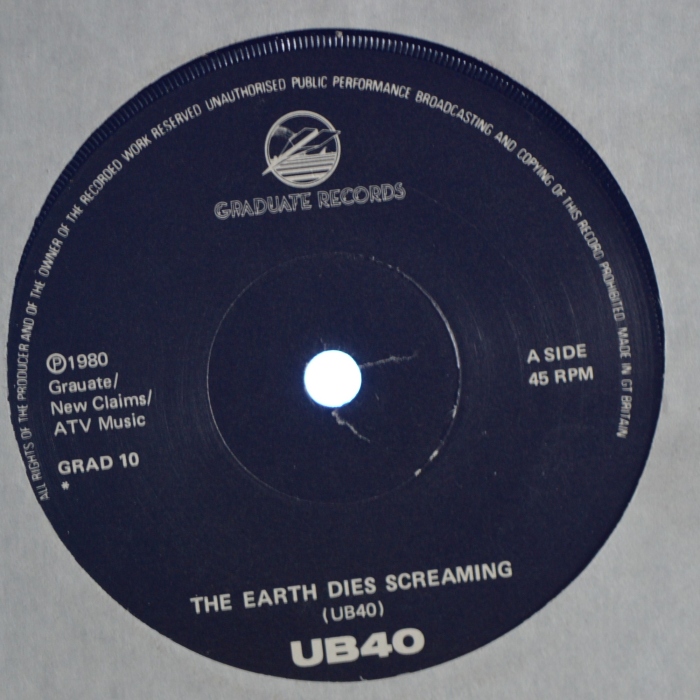 ALL RIGHTS OF THE PRODUCER AND OF THE OWNER OF THE RECORDED WORK RESERVED UNAUTHORISED PUBLIC PERFORMANCE BROADCASTING AND COPYING OF THIS RECORD PROHIBITED MADE IN GT BRITAIN
GRADUATE RECORDS
℗1980
Grauate/
New Claims/
ATV Music
GRAD 10
*
A SIDE
45 RPM
THE EARTH DIES SCREAMING
(UB40)
UB40